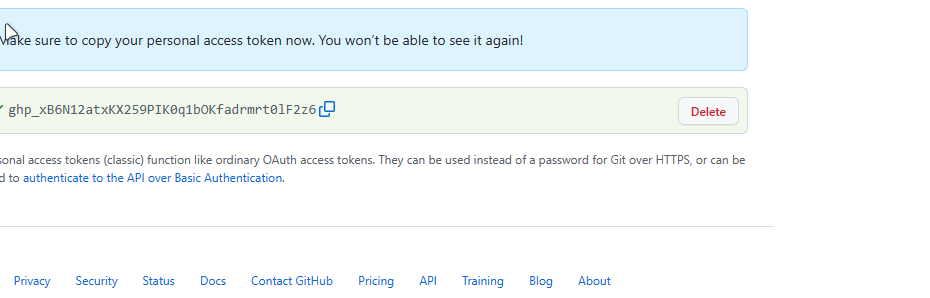 Make sure to copy your personal access token now. You won't be able to see it again!
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
Delete
sonal access tokens (classic) function like ordinary OAuth access tokens. They can be used instead of a password for Git over HTTPS, or can be
d to authenticate to the API over Basic Authentication.
Privacy Security Status Docs Contact GitHub Pricing API Training Blog About